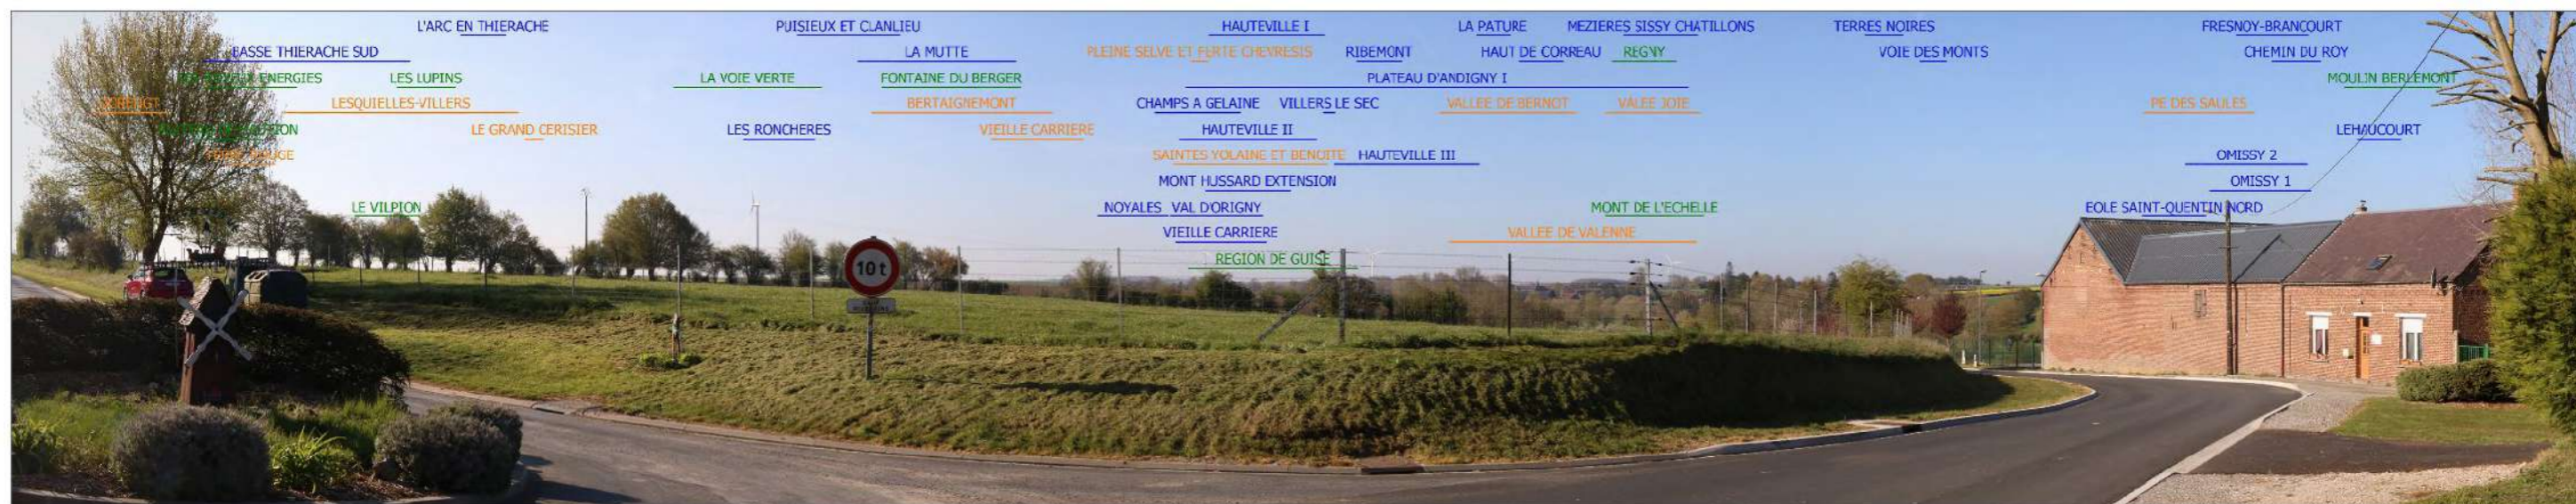 L'ARC EN THIERACHE PUISIEUX ET CLANLIEU HAUTEVILLE I LA PATURE MEZIERES SISSY CHATILLONS TERRES NOIRES FRESNOY-BRANCOURT
BASSE THIERACHE SUD LA MUTTE PLEINE SELVE ET FERTE CHEVRESIS RIBEMONT HAUT DE CORREAU REGNY VOIE DES MONTS CHEMIN DU ROY
ENERGIES LES LUPINS LA VOIE VERTE FONTAINE DU BERGER PLATEAU D'ANDIGNY I MOULIN BERLEMONT
LESQUIELLES-VILLERS BERTAIGNEMONT CHAMPS A GELAINE VILLERS LE SEC VALLEE DE BERNOT VALEE JOIE PE DES SAULES
LE GRAND CERISIER LES RONCHERES VIEILLE CARRIERE HAUTEVILLE II LEHAUCOURT
SAINTES YOLAINE ET BENOITE HAUTEVILLE III OMISSY 2
MONT HUSSARD EXTENSION OMISSY 1
LE VILPION NOYALES VAL D'ORIGNY MONT DE L'ECHELLE EOLE SAINT-QUENTIN NORD
VIEILLE CARRIERE VALLEE DE VALENNE
REGION DE GUISE
10t